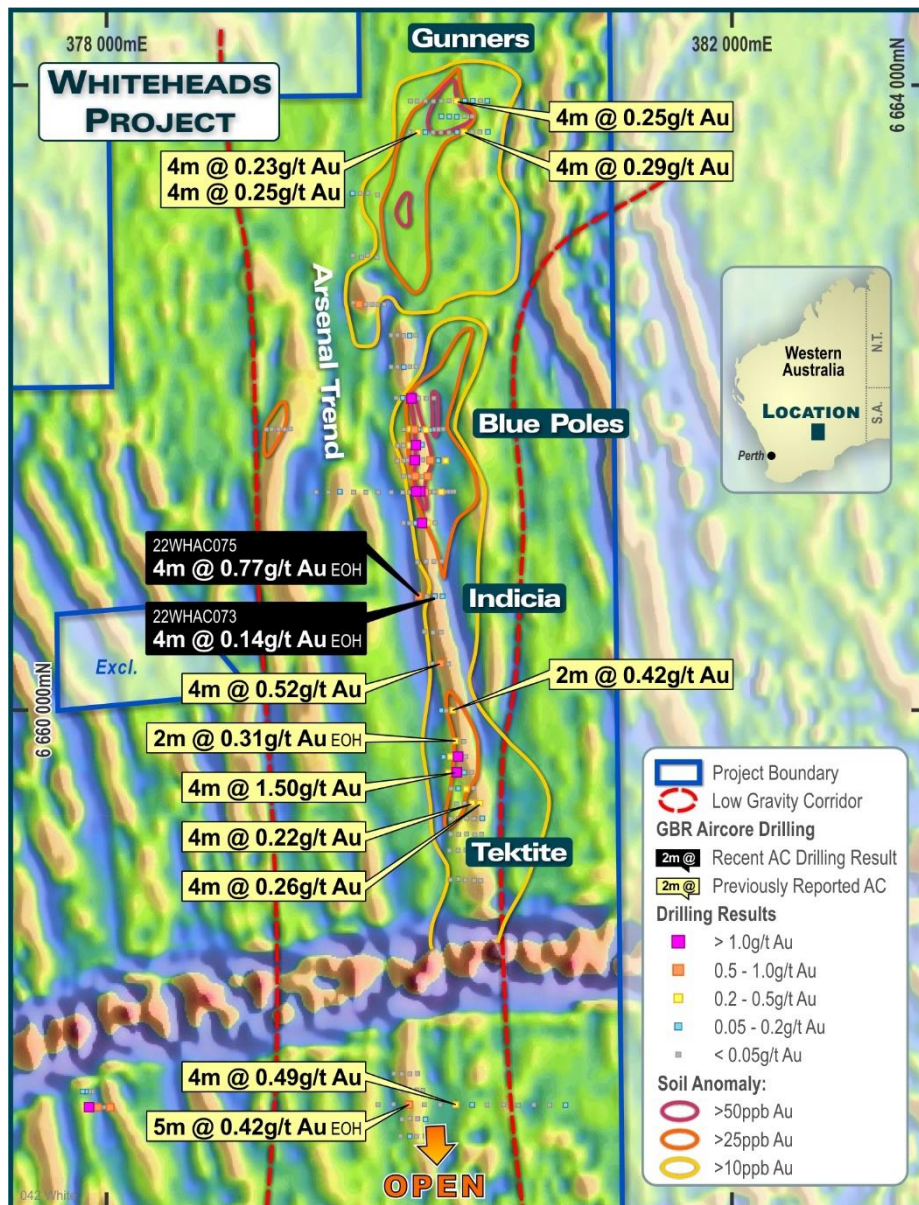 378 000mE
Gunners
382 000mE
6 664 000mN
WHITEHEADS
PROJECT
4m @ 0.25g/t Au
4m @ 0.23g/t Au
4m @ 0.25g/t Au
4m @ 0.29g/t Au
Arsenal Trend
Western
Australia
N.T.
S.A.
LOCATION
Perth
Blue Poles
22WHAC075
4m @ 0.77g/t Au EOH
22WHAC073
4m @ 0.14g/t Au EOH
Indicia
Excl.
6 660 000mN
4m @ 0.52g/t Au
2m @ 0.42g/t Au
2m @ 0.31g/t Au EOH
4m @ 1.50g/t Au
4m @ 0.22g/t Au
4m @ 0.26g/t Au
Tektite
Project Boundary
Low Gravity Corridor
GBR Aircore Drilling
2m @ Recent AC Drilling Result
2m @ Previously Reported AC
Drilling Results
> 1.0g/t Au
0.5 - 1.0g/t Au
0.2 - 0.5g/t Au
0.05 - 0.2g/t Au
< 0.05g/t Au
Soil Anomaly:
>50ppb Au
>25ppb Au
>10ppb Au
4m @ 0.49g/t Au
5m @ 0.42g/t Au EOH
OPEN
042 White